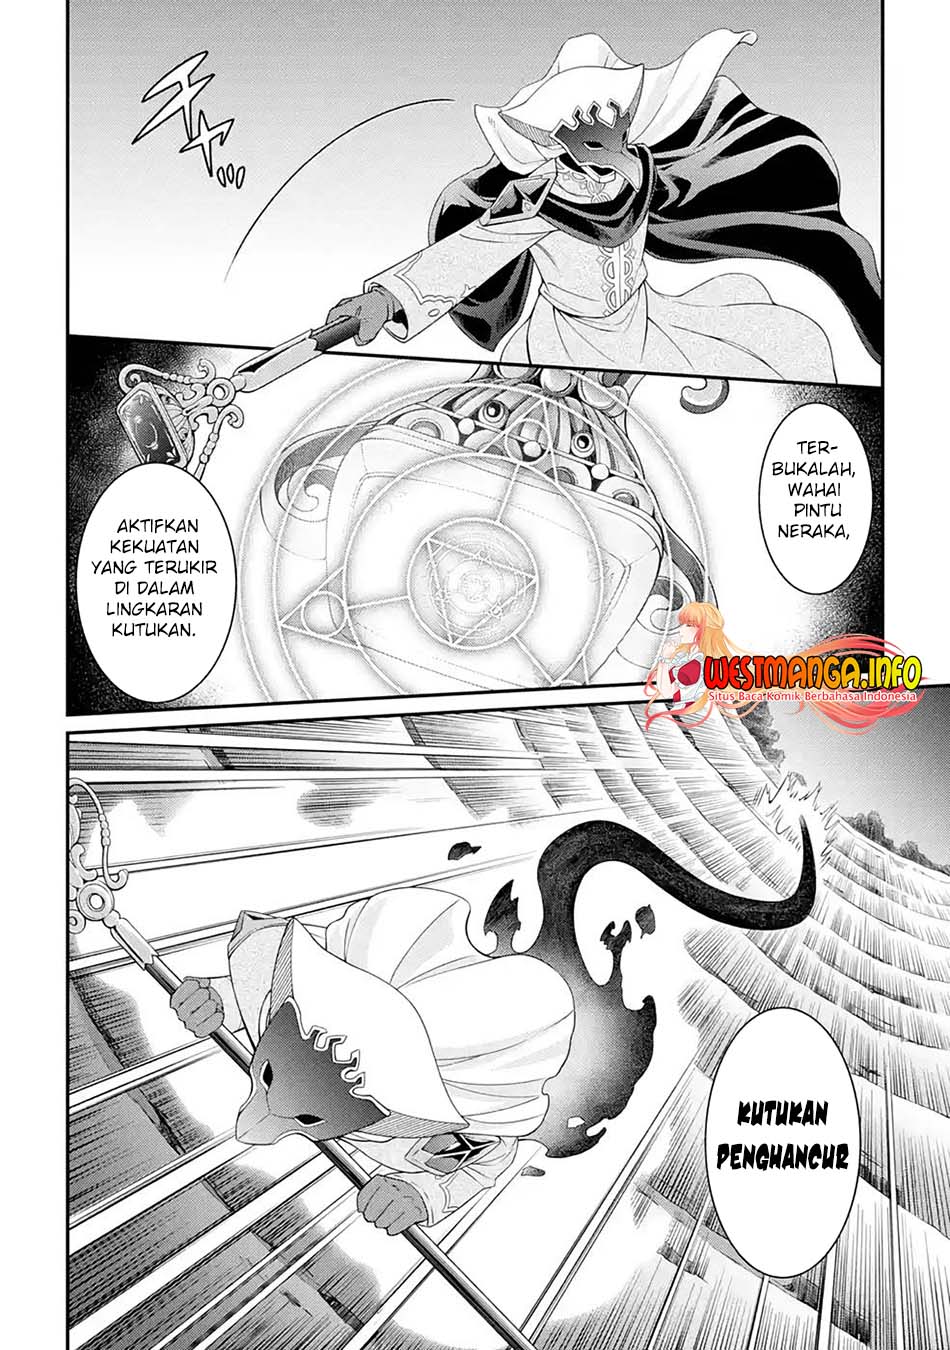 チャ...
TER-
BUKALAH,
WAHAI
PINTU
NERAKA,
AKTIFKAN
KEKUATAN
YANG TERUKIR
DI DALAM
LINGKARAN
KUTUKAN.
WESTMANGA.INFO
Situs Baca Komik Berbahasa Indonesia
KUTUKAN
PENGHANCUR